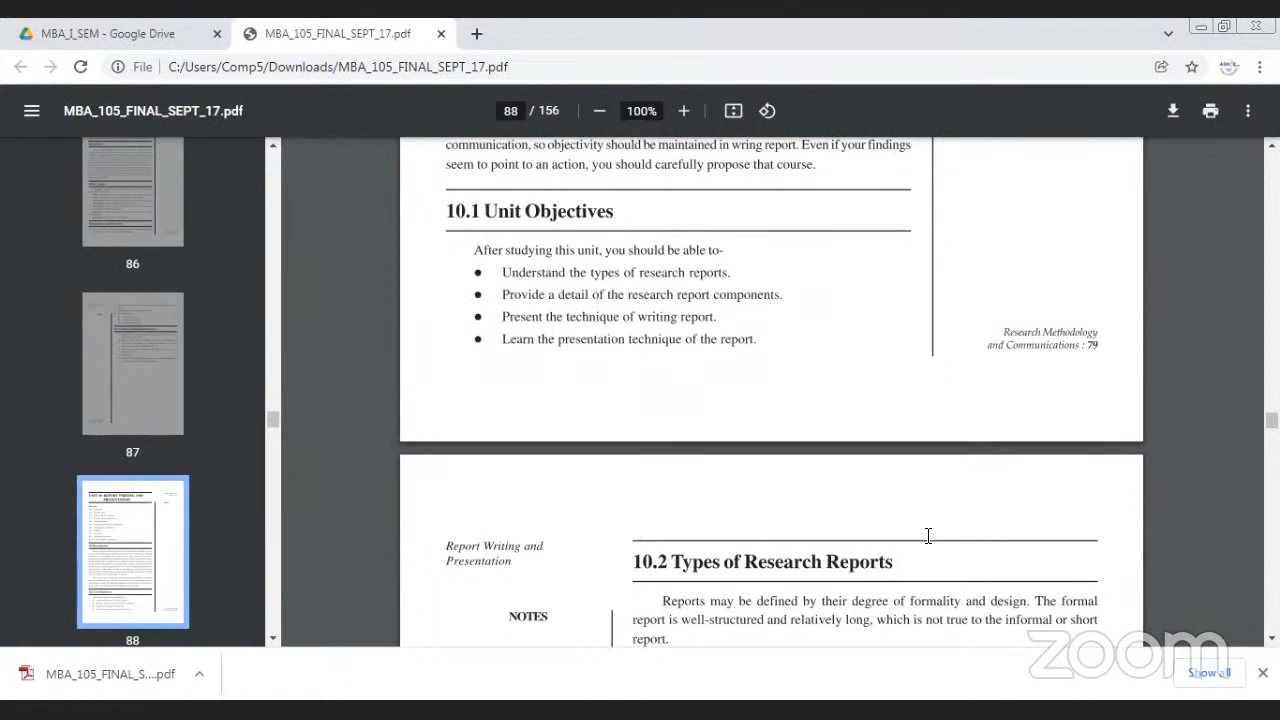 MBA_I_SEM - Google Drive
MBA_105_FINAL_SEPT_17.pdf
File
C:/Users/Comp5/Downloads/MBA_105_FINAL_SEPT_17.pdf
MBA_105_FINAL_SEPT_17.pdf
88 / 156
100%
86
87
88
communication, so objectivity should be maintained in wring report. Even if your findings
seem to point to an action, you should carefully propose that course.
10.1 Unit Objectives
After studying this unit, you should be able to-
● Understand the types of research reports.
● Provide a detail of the research report components.
● Present the technique of writing report.
● Learn the presentation technique of the report.
Research Methodology
and Communications : 79
Report Writing and
Presentation
NOTES
10.2 Types of Research Reports
Reports may be defined by their degree of formality and design. The formal
report is well-structured and relatively long, which is not true to the informal or short
report.
zoom
MBA_105_FINAL_S....pdf
Show all